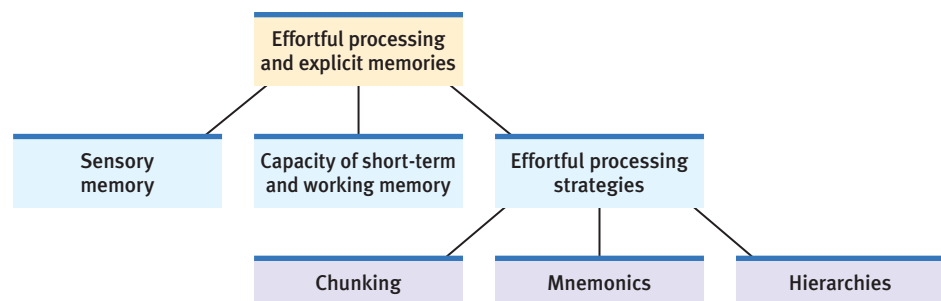 Effortful processing
and explicit memories
Sensory
memory
Capacity of short-term
and working memory
Effortful processing
strategies
Chunking
Mnemonics
Hierarchies